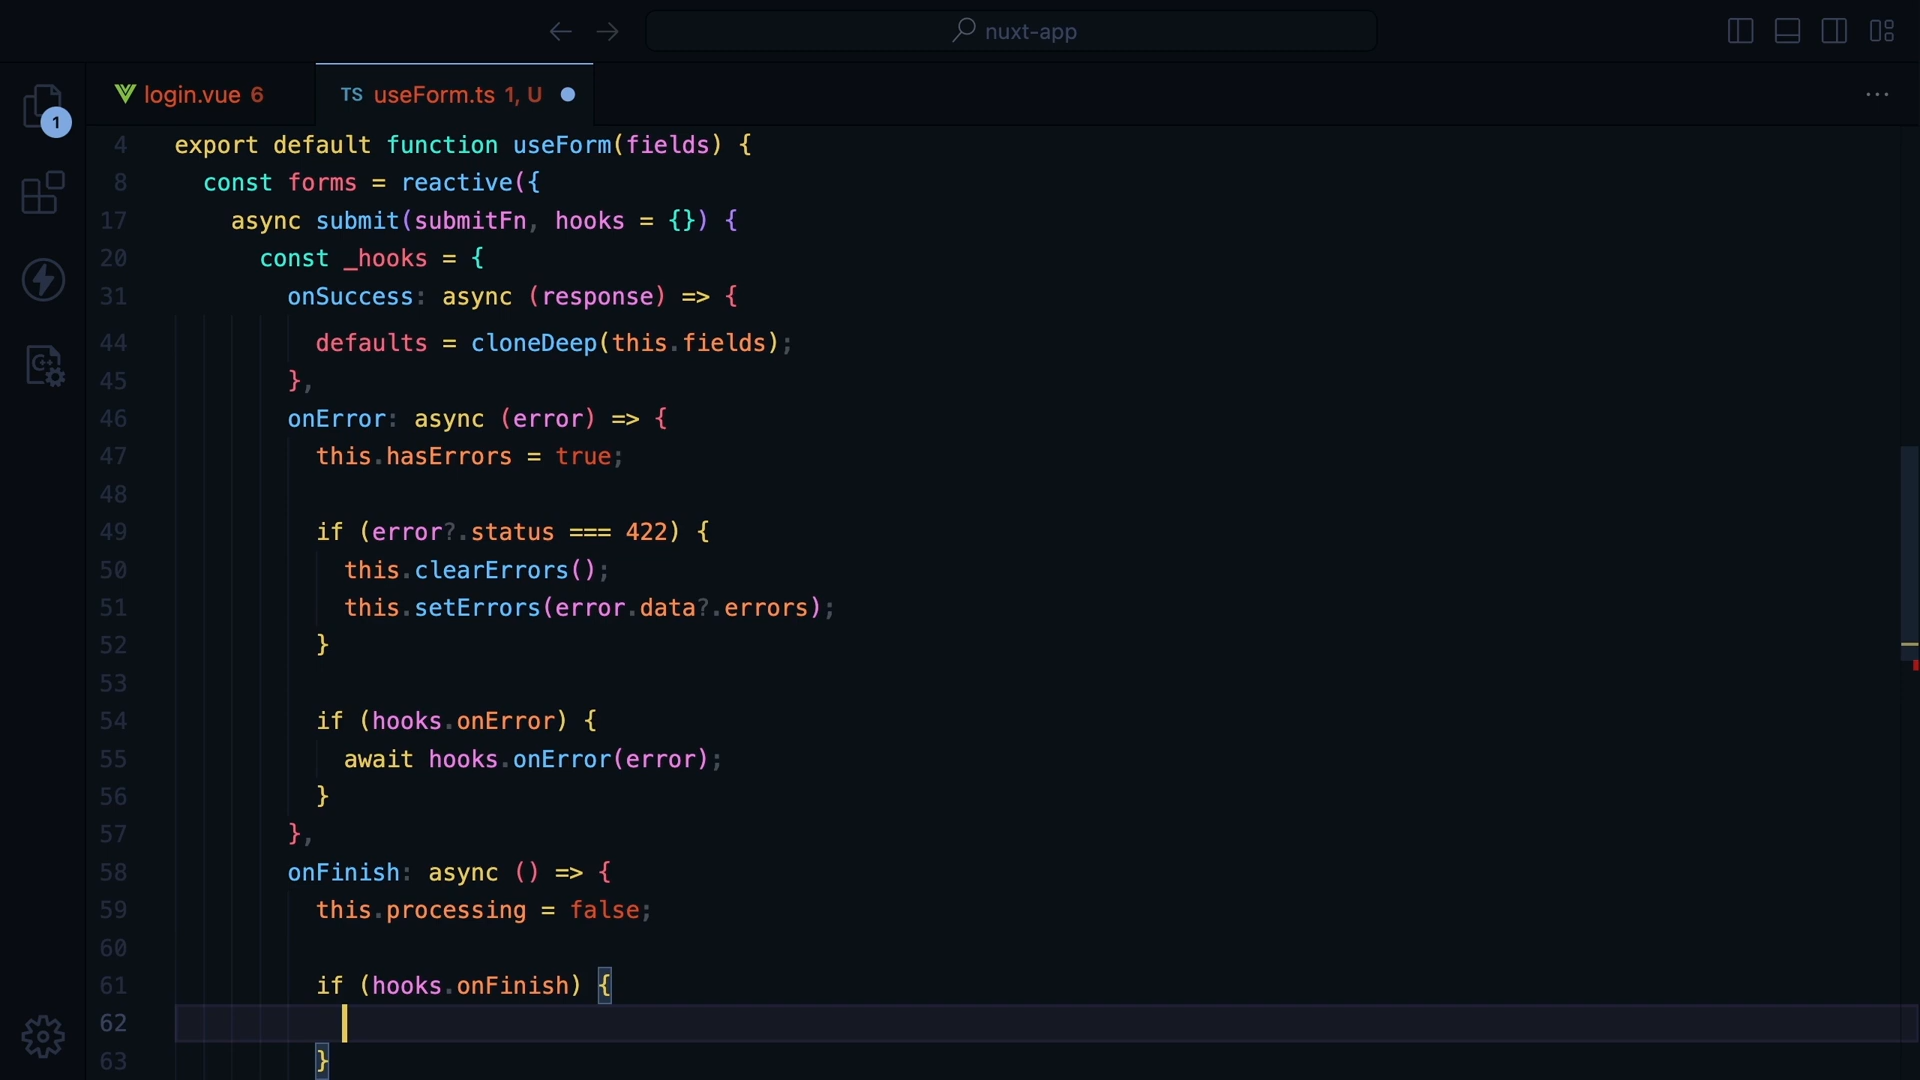 nuxt-app
login.vue 6
TS useForm.ts 1, U
1
4 export default function useForm(fields) {
8 const forms = reactive({
17 async submit(submitFn, hooks = {}) {
20 const _hooks = {
31 onSuccess: async (response) => {
44 defaults = cloneDeep(this.fields);
45 },
46 onError: async (error) => {
47 this.hasErrors = true;
48
49 if (error?.status === 422) {
50 this.clearErrors();
51 this.setErrors(error.data?.errors);
52 }
53
54 if (hooks.onError) {
55 await hooks.onError(error);
56 }
57 },
58 onFinish: async () => {
59 this.processing = false;
60
61 if (hooks.onFinish) {
62
63 }